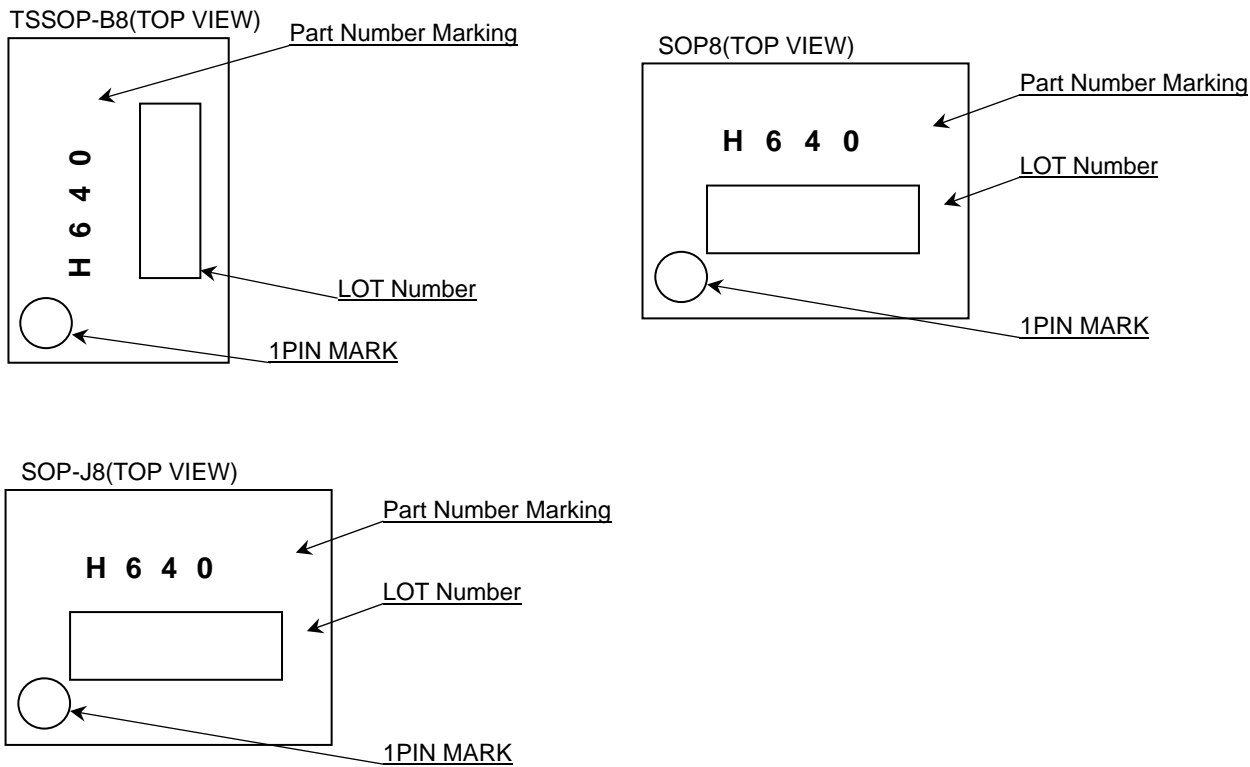 TSSOP-B8(TOP VIEW)
Part Number Marking
H 6 4 0
LOT Number
1PIN MARK
SOP8(TOP VIEW)
Part Number Marking
H 6 4 0
LOT Number
1PIN MARK
SOP-J8(TOP VIEW)
Part Number Marking
H 6 4 0
LOT Number
1PIN MARK